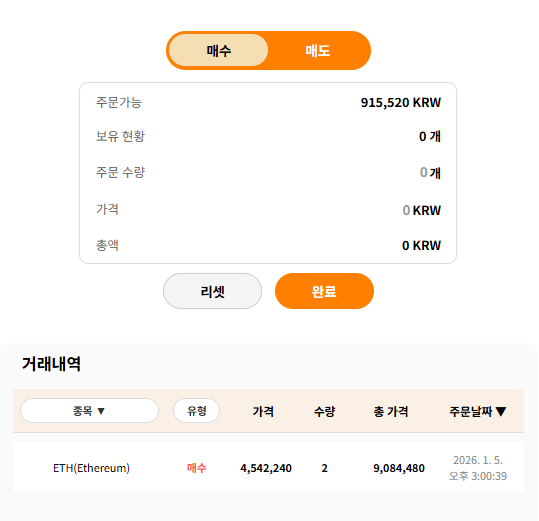 매수 매도
주문가능 915,520 KRW
보유 현황 0 개
주문 수량 0 개
가격 0 KRW
총액 0 KRW
리셋 완료
거래내역
종목 ▼ 유형 가격 수량 총 가격 주문날짜 ▼
ETH(Ethereum) 매수 4,542,240 2 9,084,480 2026. 1. 5.
오후 3:00:39